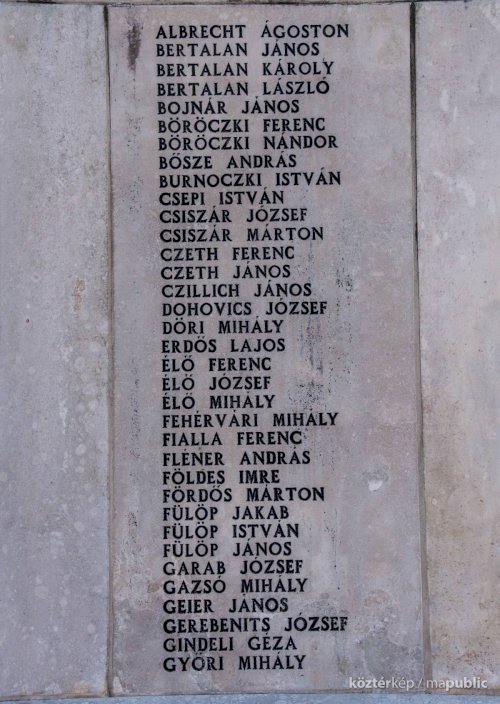 ALBRECHT ÁGOSTON
BERTALAN JÁNOS
BERTALAN KÁROLY
BERTALAN LÁSZLÓ
BOJNÁR JÁNOS
BÖRÖCZKI FERENC
BÖRÖCZKI NÁNDOR
BŐSZE ANDRÁS
BURNOCZKI ISTVÁN
CSEPI ISTVÁN
CSISZÁR JÓZSEF
CSISZÁR MÁRTON
CZETH FERENC
CZETH JÁNOS
CZILLICH JÁNOS
DOHOVICS JÓZSEF
DÖRI MIHÁLY
ERDŐS LAJOS
ÉLŐ FERENC
ÉLŐ JÓZSEF
ÉLŐ MIHÁLY
FEHÉRVÁRI MIHÁLY
FIALLA FERENC
FLÉNER ANDRÁS
FÖLDES IMRE
FÖRDŐS MÁRTON
FÜLÖP JAKAB
FÜLÖP ISTVÁN
FÜLÖP JÁNOS
GARAB JÓZSEF
GAZSÓ MIHÁLY
GEIER JÁNOS
GEREBENITS JÓZSEF
GINDELI GÉZA
GYŐRI MIHÁLY
köztérkép / mapublic